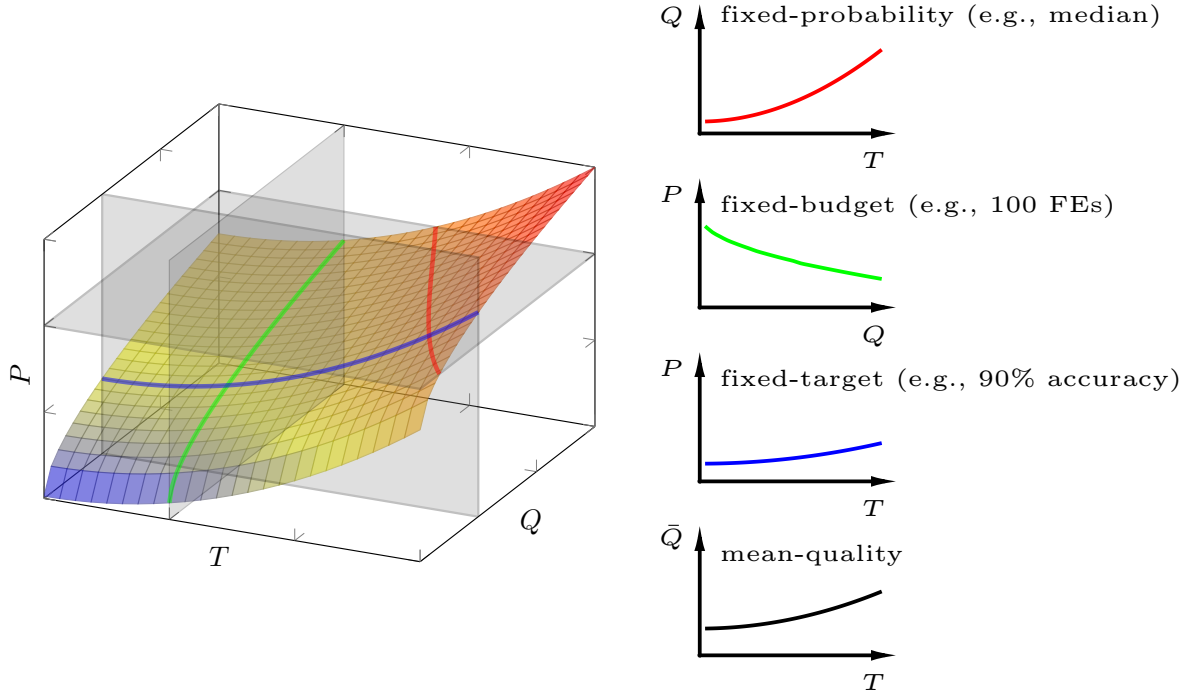 P
T
Q
Q
fixed-probability (e.g., median)
T
P
fixed-budget (e.g., 100 FEs)
Q
P
fixed-target (e.g., 90% accuracy)
T
Q̄
mean-quality
T